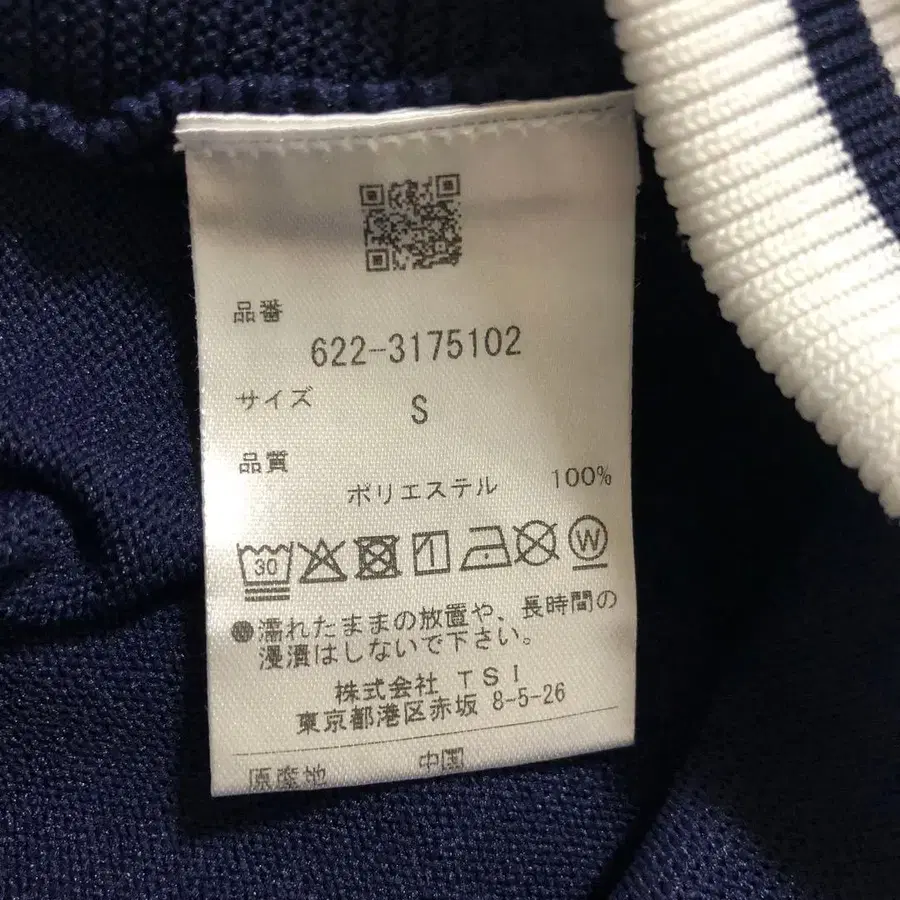 品番
622-3175102
サイズ S
品質
ポリエステル 100%
30 W
●濡れたままの放置や、長時間の
浸漬はしないで下さい。
株式会社 TSI
東京都港区赤坂 8-5-26
原産地 中国